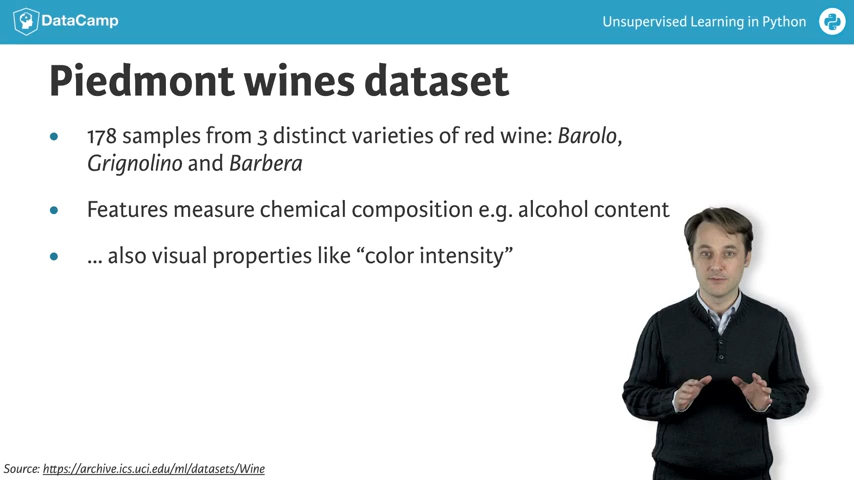 DataCamp
Unsupervised Learning in Python
Piedmont wines dataset
• 178 samples from 3 distinct varieties of red wine: Barolo,
Grignolino and Barbera
• Features measure chemical composition e.g. alcohol content
• ... also visual properties like “color intensity”
Source: https://archive.ics.uci.edu/ml/datasets/Wine